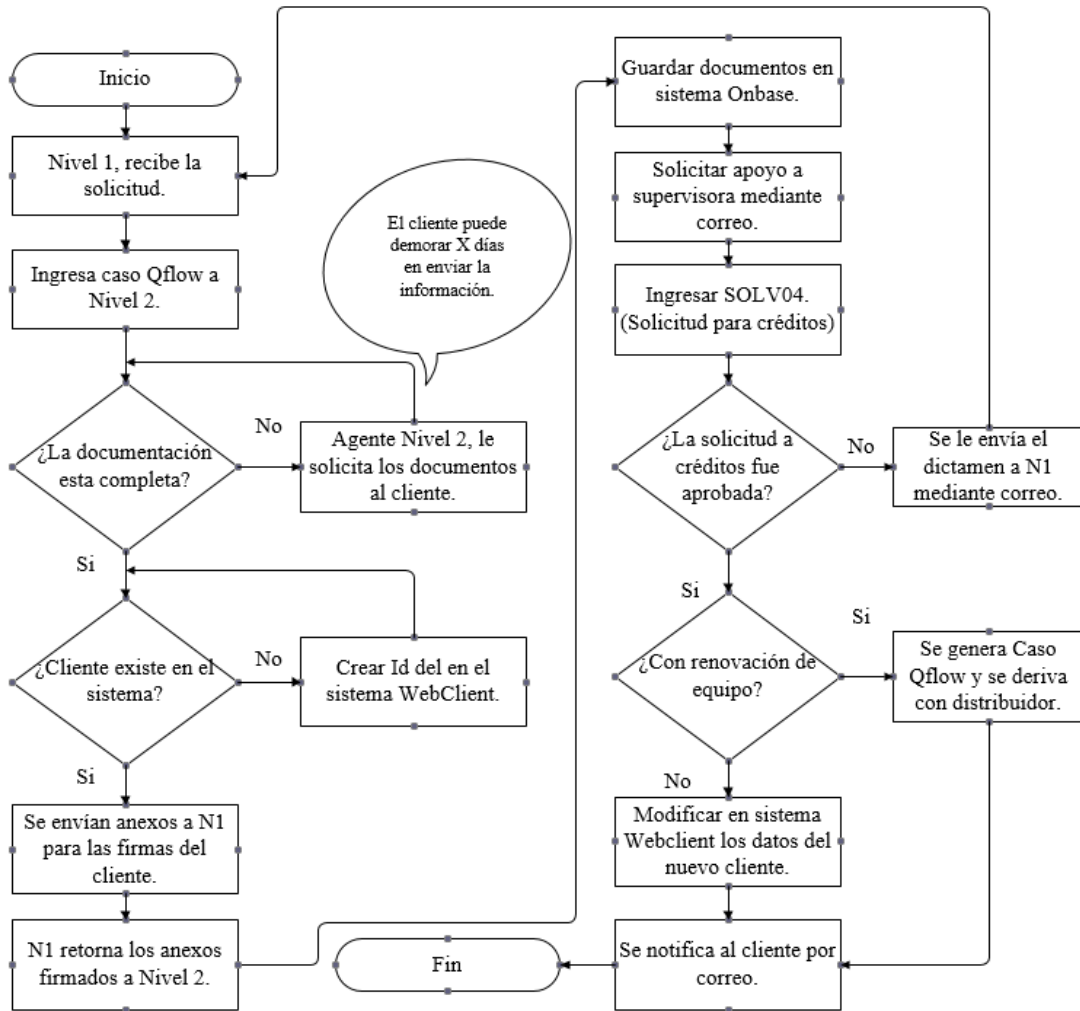 Inicio
Nivel 1, recibe la
solicitud.
Ingresa caso Qflow a
Nivel 2.
El cliente puede
demorar X días
en enviar la
información.
¿La documentación
esta completa?
No
Agente Nivel 2, le
solicita los documentos
al cliente.
Si
¿Cliente existe en el
sistema?
No
Crear Id del en el
sistema WebClient.
Si
Se envían anexos a N1
para las firmas del
cliente.
N1 retorna los anexos
firmados a Nivel 2.
Guardar documentos en
sistema Onbase.
Solicitar apoyo a
supervisora mediante
correo.
Ingresar SOLV04.
(Solicitud para créditos)
¿La solicitud a
créditos fue
aprobada?
No
Se le envía el
dictamen a N1
mediante correo.
Si
¿Con renovación de
equipo?
Si
Se genera Caso
Qflow y se deriva
con distribuidor.
No
Modificar en sistema
Webclient los datos del
nuevo cliente.
Se notifica al cliente por
correo.
Fin